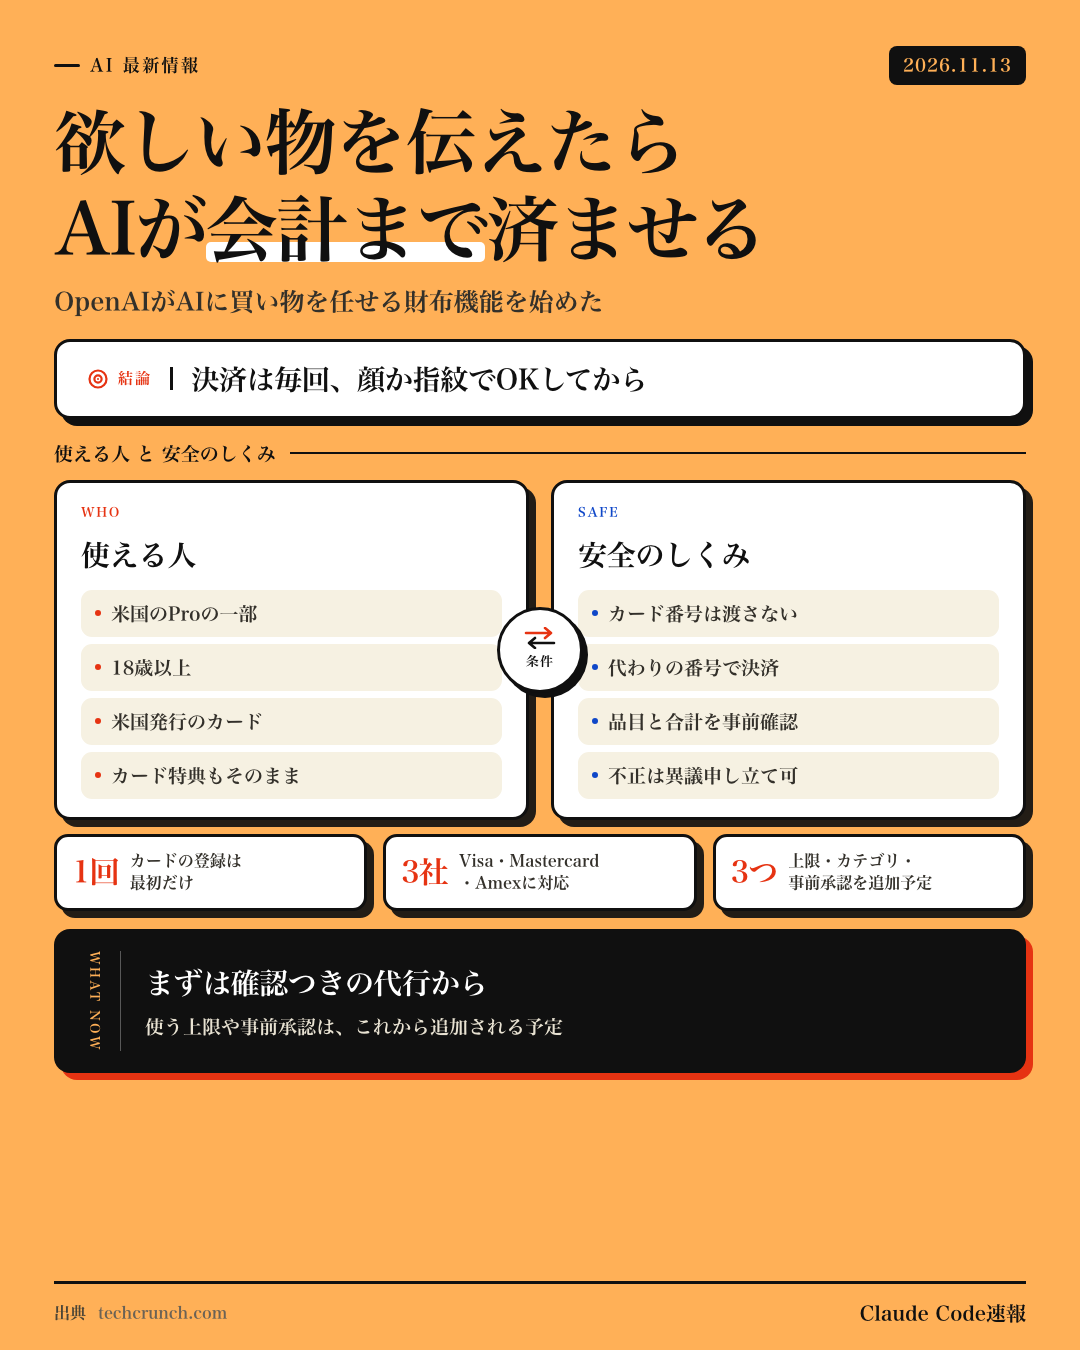 AI 最新情報
2026.11.13
欲しい物を伝えたら
AIが会計まで済ませる
OpenAIがAIに買い物を任せる財布機能を始めた
結論
決済は毎回、顔か指紋でOKしてから
使える人 と 安全のしくみ
WHO
使える人
米国のProの一部
18歳以上
米国発行のカード
カード特典もそのまま
条件
SAFE
安全のしくみ
カード番号は渡さない
代わりの番号で決済
品目と合計を事前確認
不正は異議申し立て可
1回
カードの登録は
最初だけ
3社
Visa・Mastercard
・Amexに対応
3つ
上限・カテゴリ・
事前承認を追加予定
WHAT NOW
まずは確認つきの代行から
使う上限や事前承認は、これから追加される予定
出典 techcrunch.com
Claude Code速報